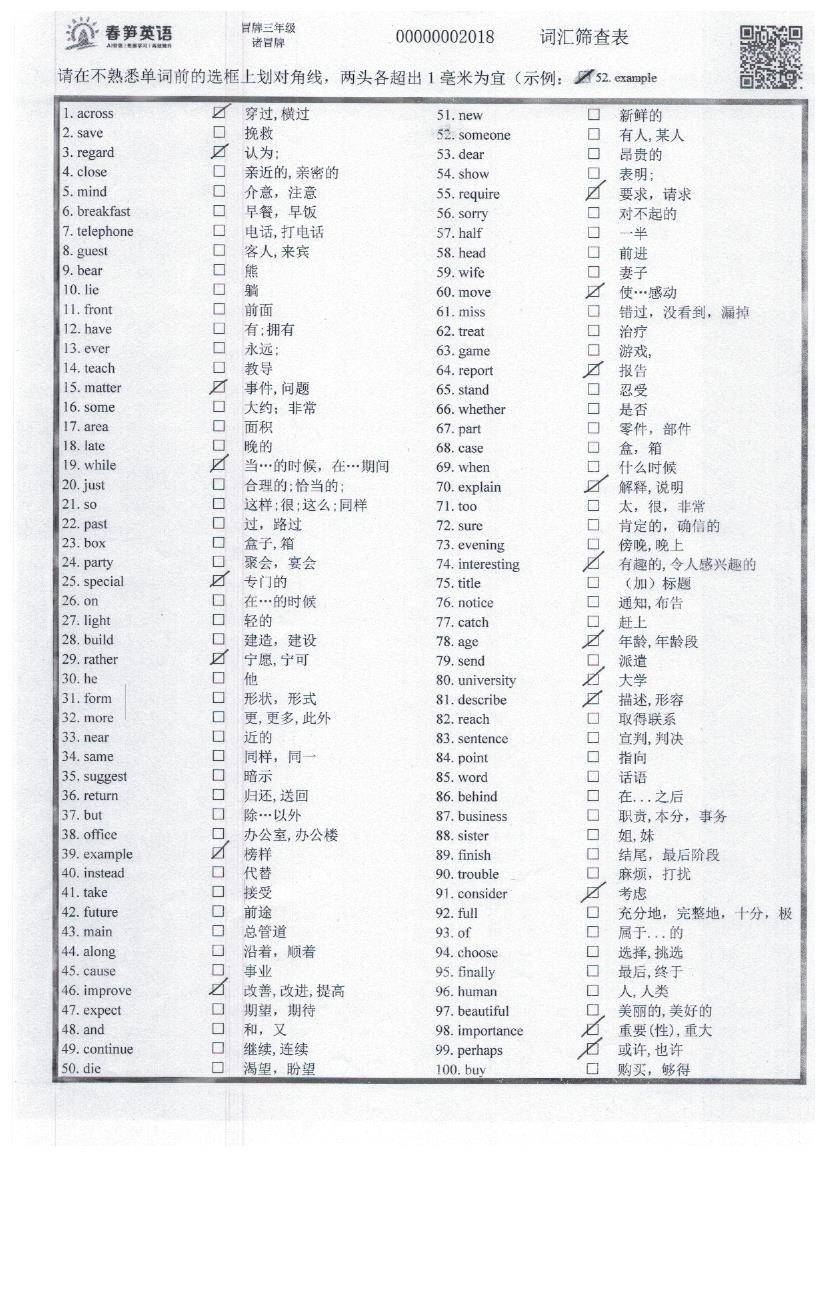 春笋英语
AI智能|轻松学习|高效提升
冒牌三年级
诸冒牌
00000002018
词汇筛查表
请在不熟悉单词前的选框上划对角线，两头各超出1毫米为宜（示例： 52. example
1. across 穿过,横过
2. save 挽救
3. regard 认为;
4. close 亲近的,亲密的
5. mind 介意，注意
6. breakfast 早餐，早饭
7. telephone 电话,打电话
8. guest 客人,来宾
9. bear 熊
10. lie 躺
11. front 前面
12. have 有;拥有
13. ever 永远;
14. teach 教导
15. matter 事件,问题
16. some 大约；非常
17. area 面积
18. late 晚的
19. while 当…的时候，在…期间
20. just 合理的;恰当的;
21. so 这样;很;这么;同样
22. past 过，路过
23. box 盒子,箱
24. party 聚会，宴会
25. special 专门的
26. on 在…的时候
27. light 轻的
28. build 建造，建设
29. rather 宁愿,宁可
30. he 他
31. form 形状，形式
32. more 更,更多,此外
33. near 近的
34. same 同样，同一
35. suggest 暗示
36. return 归还,送回
37. but 除…以外
38. office 办公室,办公楼
39. example 榜样
40. instead 代替
41. take 接受
42. future 前途
43. main 总管道
44. along 沿着，顺着
45. cause 事业
46. improve 改善,改进,提高
47. expect 期望，期待
48. and 和，又
49. continue 继续,连续
50. die 渴望，盼望
51. new 新鲜的
52. someone 有人,某人
53. dear 昂贵的
54. show 表明;
55. require 要求，请求
56. sorry 对不起的
57. half 一半
58. head 前进
59. wife 妻子
60. move 使…感动
61. miss 错过，没看到，漏掉
62. treat 治疗
63. game 游戏,
64. report 报告
65. stand 忍受
66. whether 是否
67. part 零件，部件
68. case 盒，箱
69. when 什么时候
70. explain 解释,说明
71. too 太，很，非常
72. sure 肯定的，确信的
73. evening 傍晚,晚上
74. interesting 有趣的,令人感兴趣的
75. title （加）标题
76. notice 通知,布告
77. catch 赶上
78. age 年龄,年龄段
79. send 派遣
80. university 大学
81. describe 描述,形容
82. reach 取得联系
83. sentence 宣判,判决
84. point 指向
85. word 话语
86. behind 在...之后
87. business 职责,本分，事务
88. sister 姐,妹
89. finish 结尾，最后阶段
90. trouble 麻烦，打扰
91. consider 考虑
92. full 充分地，完整地，十分，极
93. of 属于...的
94. choose 选择,挑选
95. finally 最后,终于
96. human 人,人类
97. beautiful 美丽的,美好的
98. importance 重要(性),重大
99. perhaps 或许,也许
100. buy 购买，够得